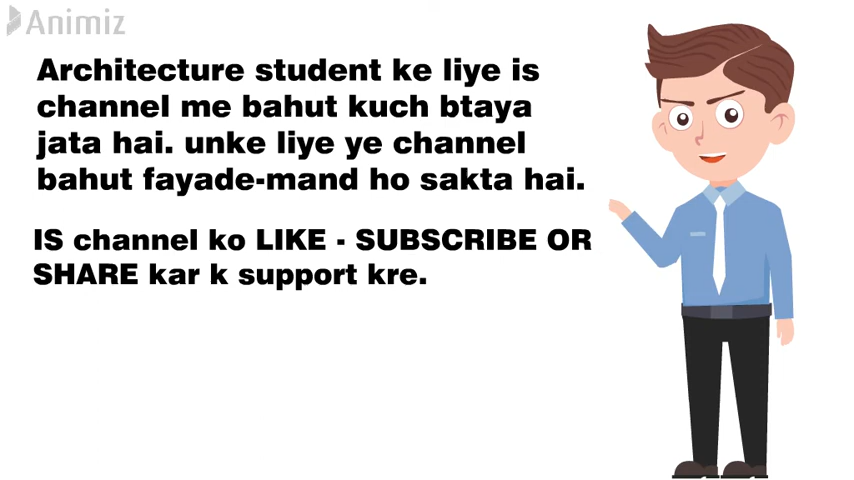 Animiz
Architecture student ke liye is
channel me bahut kuch btaya
jata hai. unke liye ye channel
bahut fayade-mand ho sakta hai.
IS channel ko LIKE - SUBSCRIBE OR
SHARE kar k support kre.